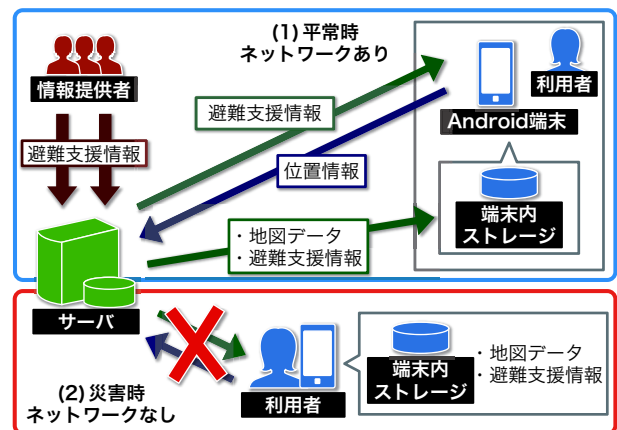 (1) 平常時
ネットワークあり
情報提供者
利用者
Android端末
避難支援情報
避難支援情報
位置情報
端末内
ストレージ
・地図データ
・避難支援情報
サーバ
(2) 災害時
ネットワークなし
利用者
端末内
ストレージ
・地図データ
・避難支援情報